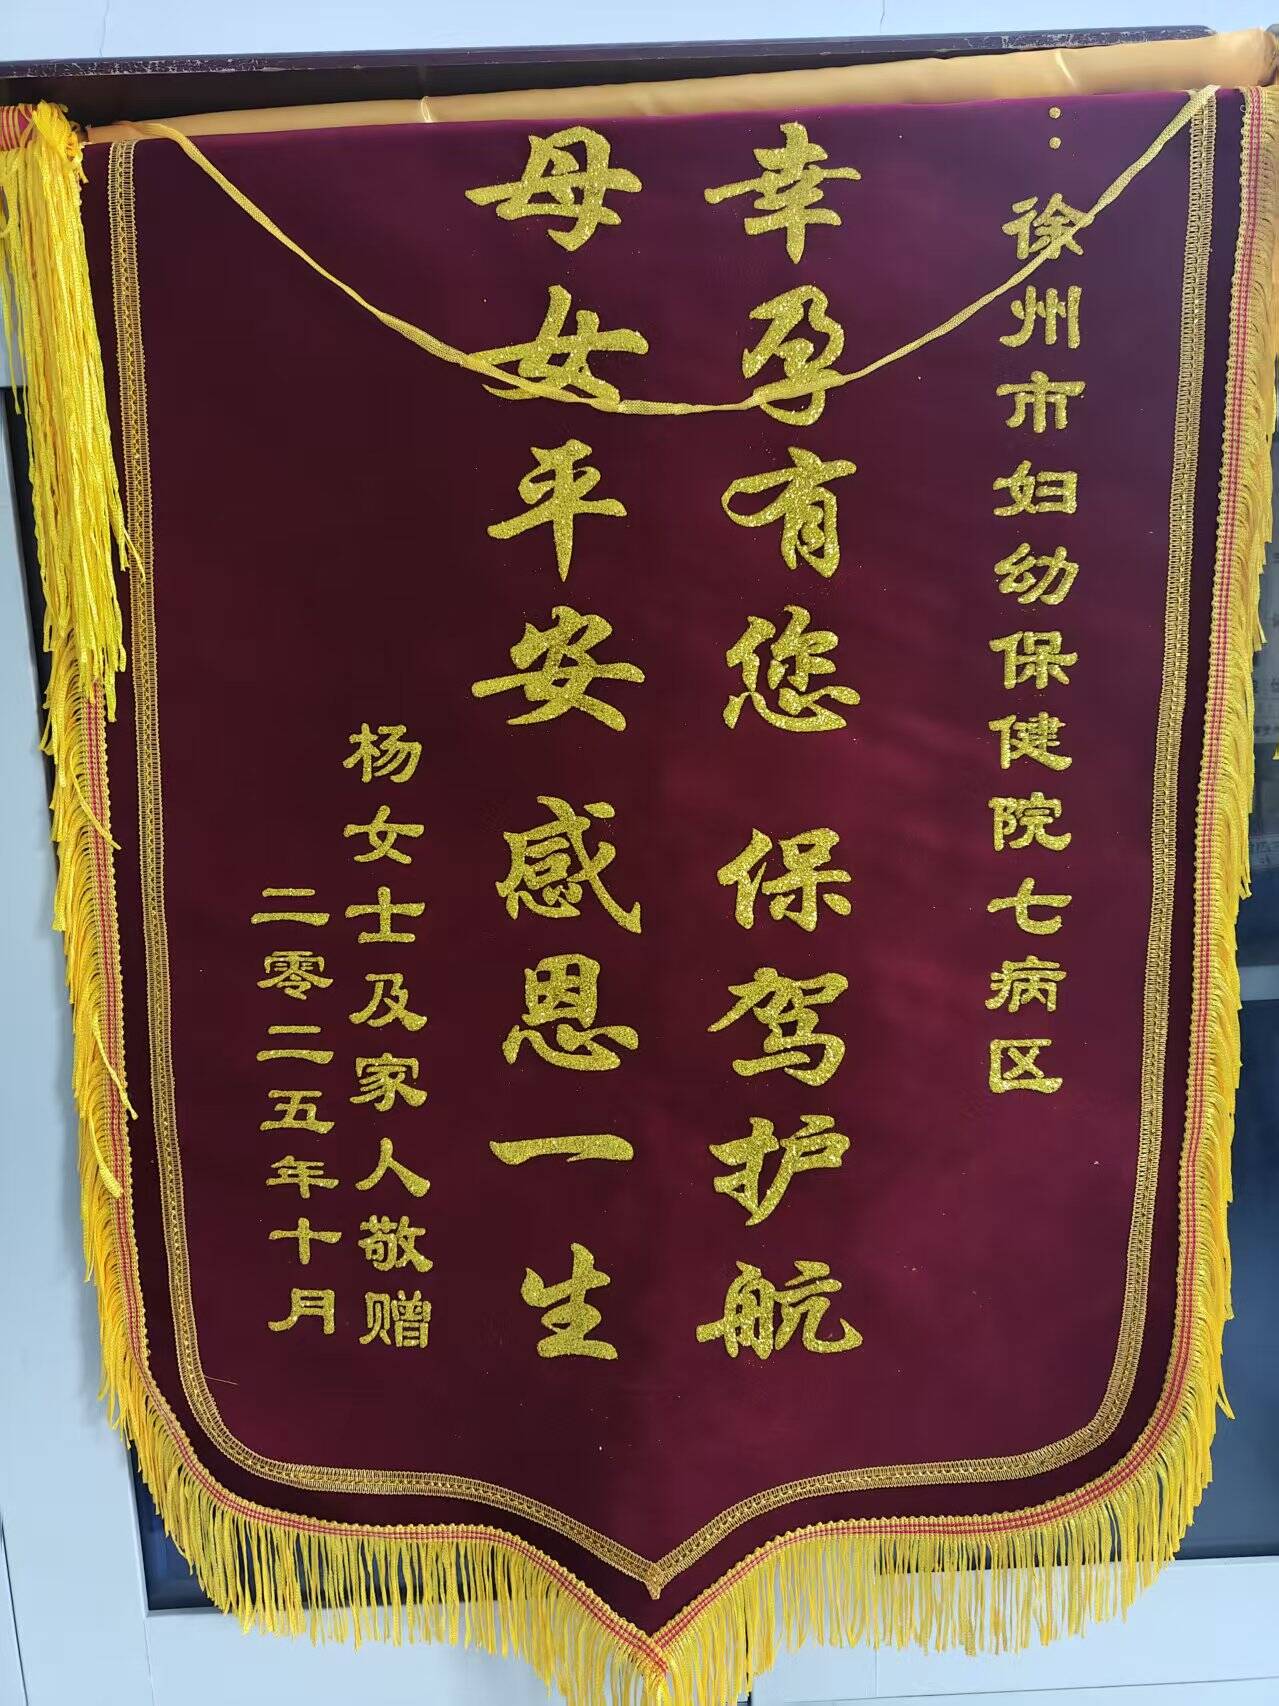 ：徐州市妇幼保健院七病区
幸孕有您 保驾护航
母女平安 感恩一生
杨女士及家人敬赠
二零二五年十月